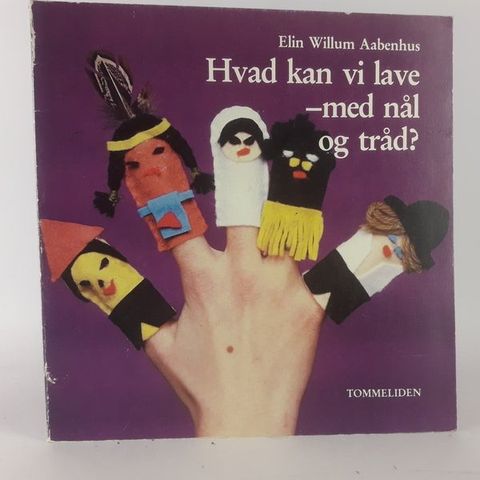 Elin Willum Aabenhus
Hvad kan vi lave
–med nål
og tråd?
TOMMELIDEN